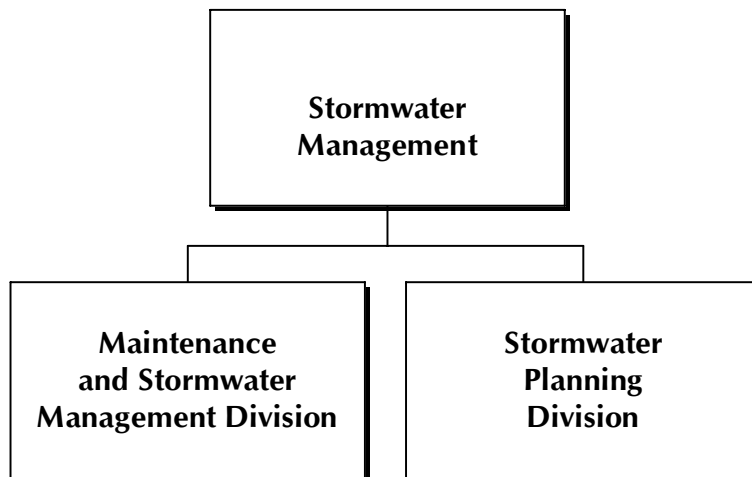 Stormwater
Management
Maintenance
and Stormwater
Management Division
Stormwater
Planning
Division